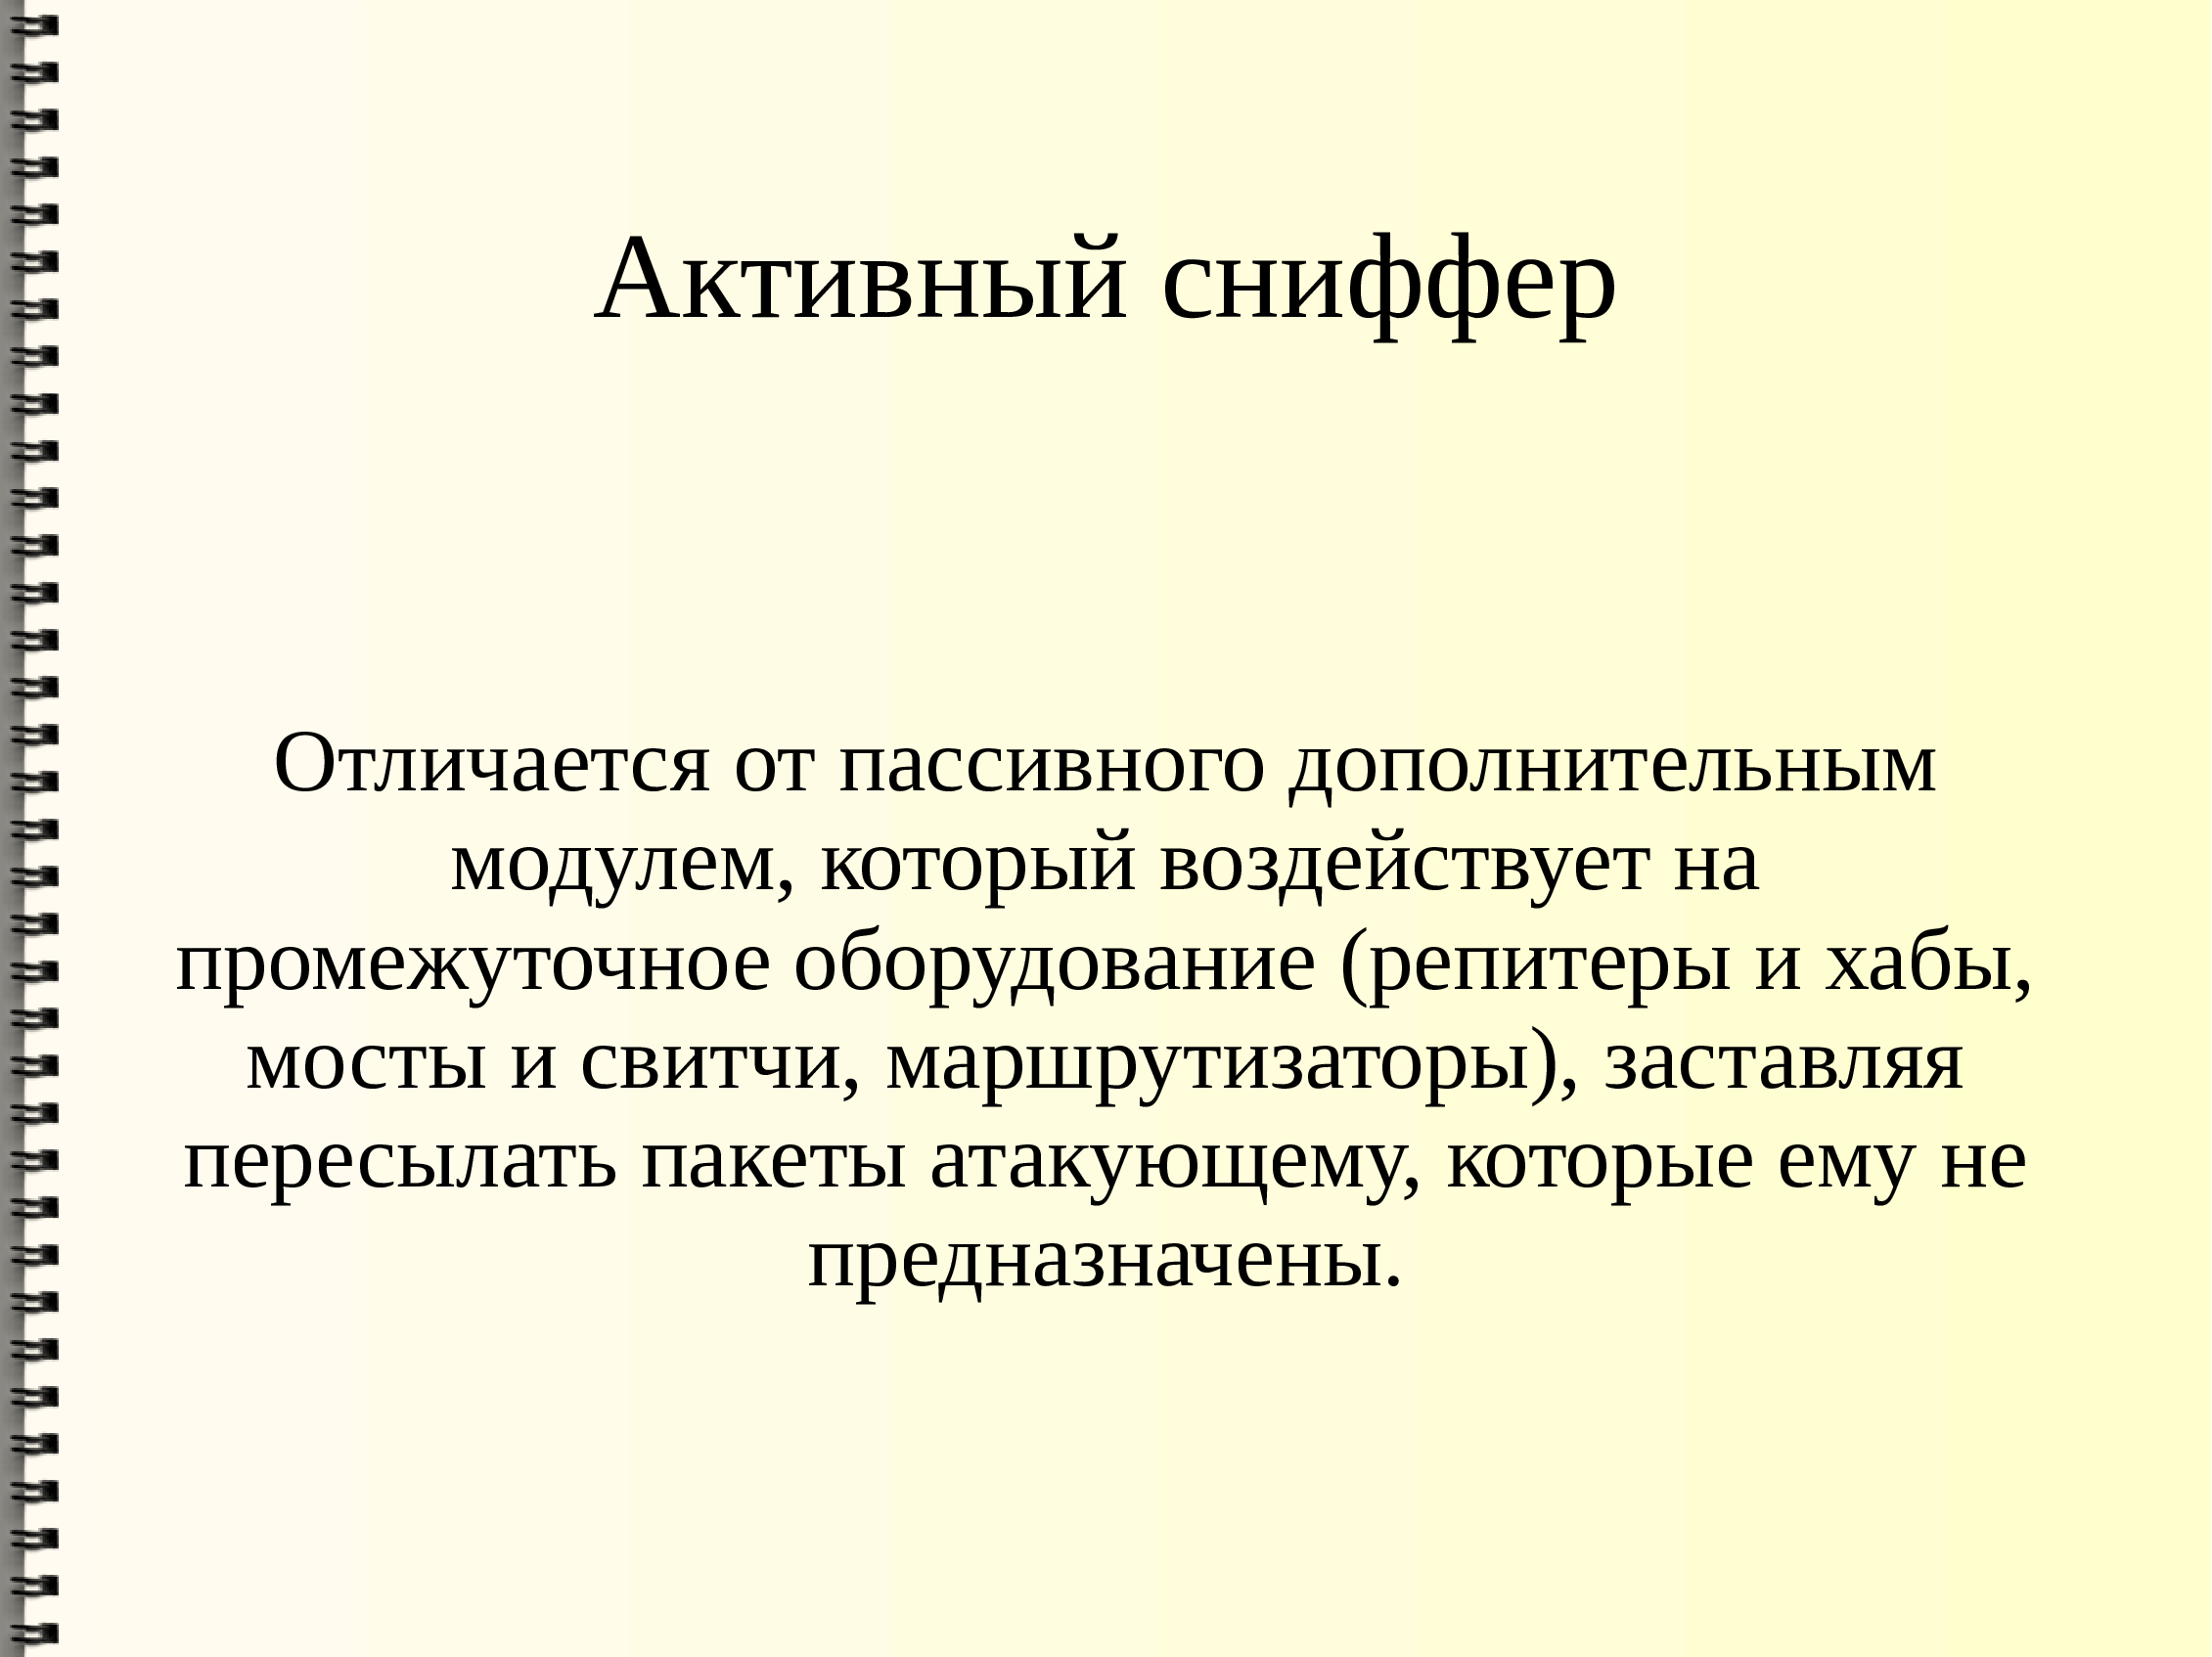 Активный сниффер
Отличается от пассивного дополнительным
модулем, который воздействует на
промежуточное оборудование (репитеры и хабы,
мосты и свитчи, маршрутизаторы), заставляя
пересылать пакеты атакующему, которые ему не
предназначены.